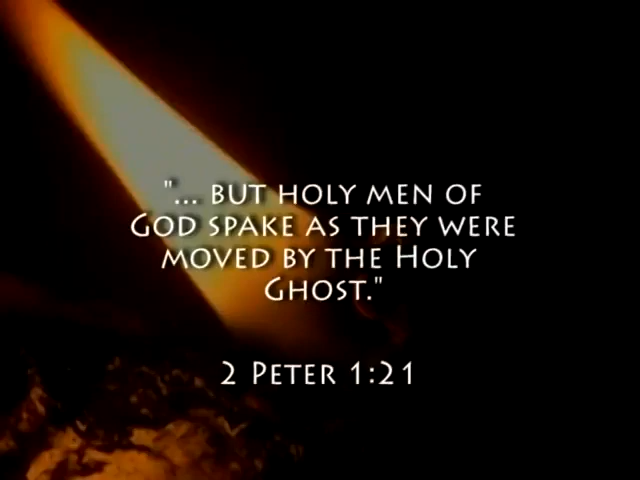 "... but holy men of
God spake as they were
moved by the Holy
Ghost."
2 Peter 1:21